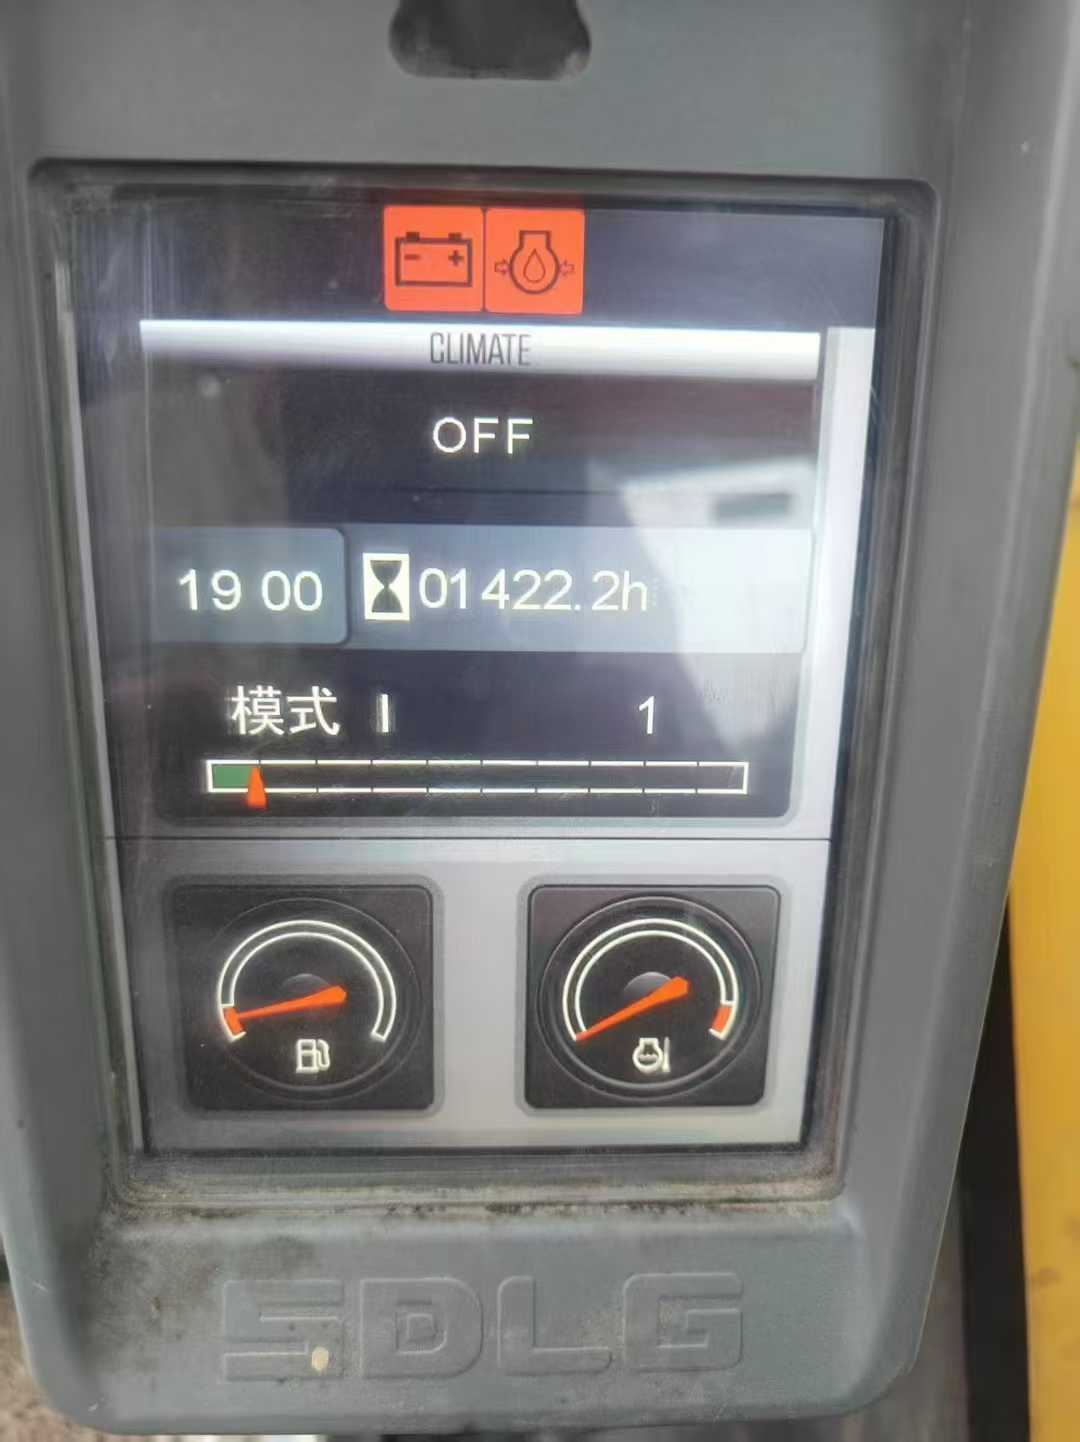 CLIMATE
OFF
19 00 01422.2h
模式 I 1
SDLG